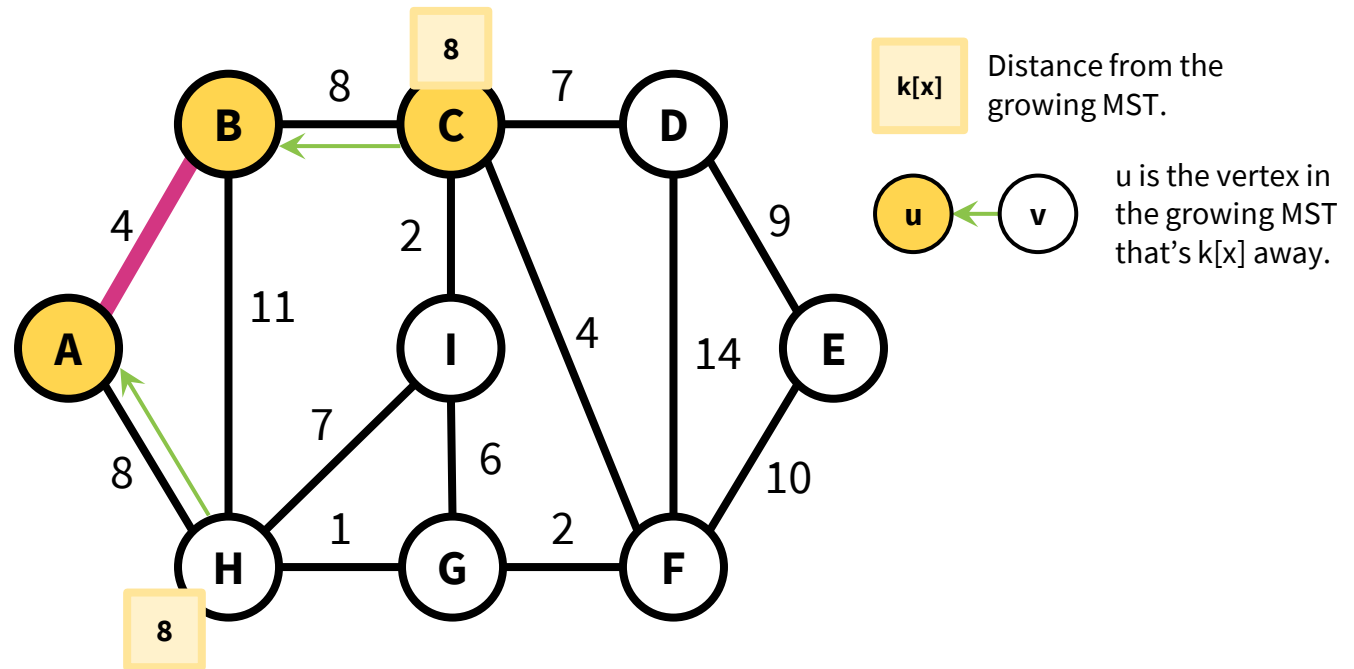 8
8
7
B
C
D
k[x]
Distance from the
growing MST.
u
v
u is the vertex in
the growing MST
that's k[x] away.
4
2
9
11
4
A
I
14
E
7
6
8
10
1
2
H
G
F
8